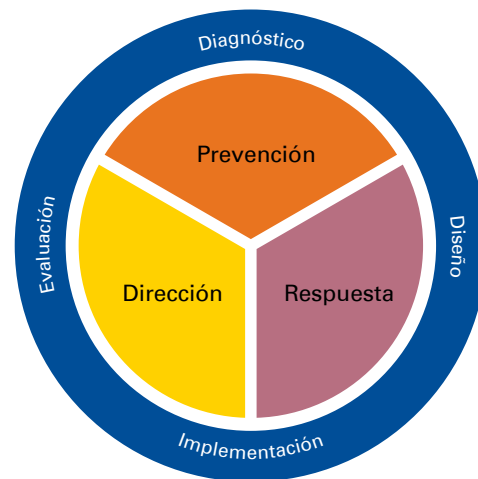 Diagnóstico
Prevención
Evaluación
Diseño
Dirección
Respuesta
Implementación